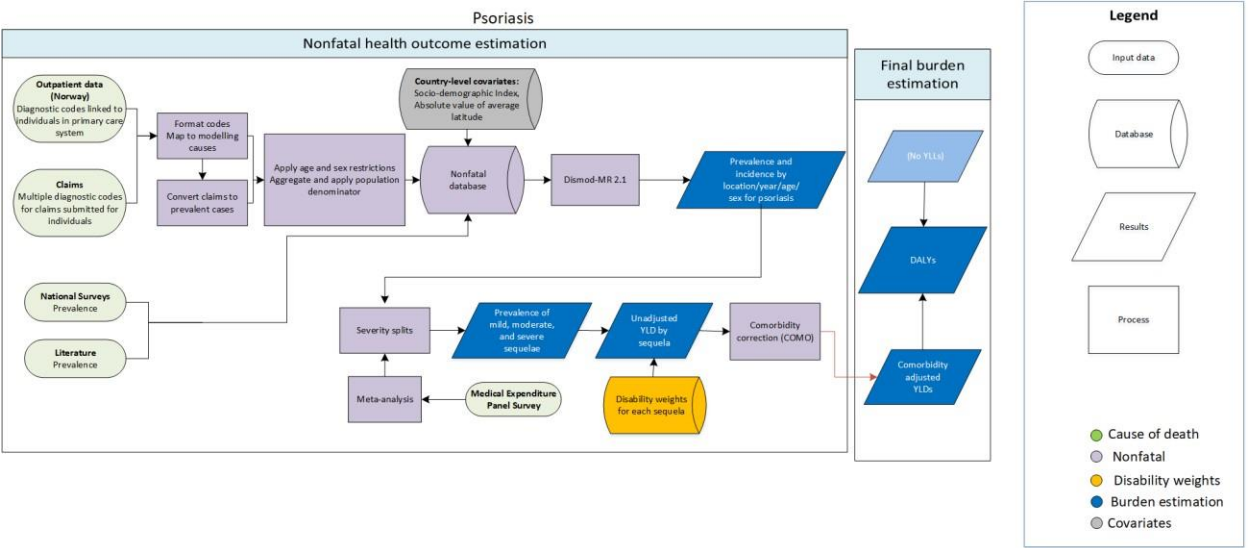 Psoriasis
Nonfatal health outcome estimation
Outpatient data
(Norway)
Diagnostic codes linked to
individuals in primary care
system
Format codes
Map to modelling
causes
Country-level covariates:
Socio-demographic Index,
Absolute value of average
latitude
Claims
Multiple diagnostic codes
for claims submitted for
individuals
Convert claims to
prevalent cases
Apply age and sex restrictions
Aggregate and apply population
denominator
Nonfatal
database
Dismod-MR 2.1
Prevalence and
incidence by
location/year/age/
sex for psoriasis
National Surveys
Prevalence
Literature
Prevalence
Severity splits
Prevalence of
mild, moderate,
and severe
sequelae
Unadjusted
YLD by
sequela
Comorbidity
correction (COMO)
Meta-analysis
Medical Expenditure
Panel Survey
Disability weights
for each sequela
Final burden
estimation
(No YLLs)
DALYs
Comorbidity
adjusted
YLDs
Legend
Input data
Database
Results
Process
Cause of death
Nonfatal
Disability weights
Burden estimation
Covariates